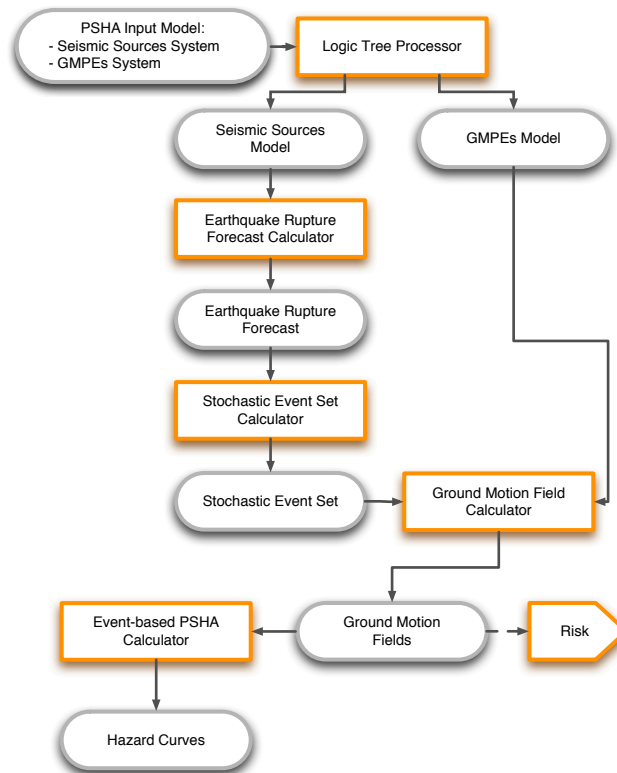 PSHA Input Model:
- Seismic Sources System
- GMPEs System
Logic Tree Processor
Seismic Sources
Model
GMPEs Model
Earthquake Rupture
Forecast Calculator
Earthquake Rupture
Forecast
Stochastic Event Set
Calculator
Stochastic Event Set
Ground Motion Field
Calculator
Event-based PSHA
Calculator
Ground Motion
Fields
Risk
Hazard Curves